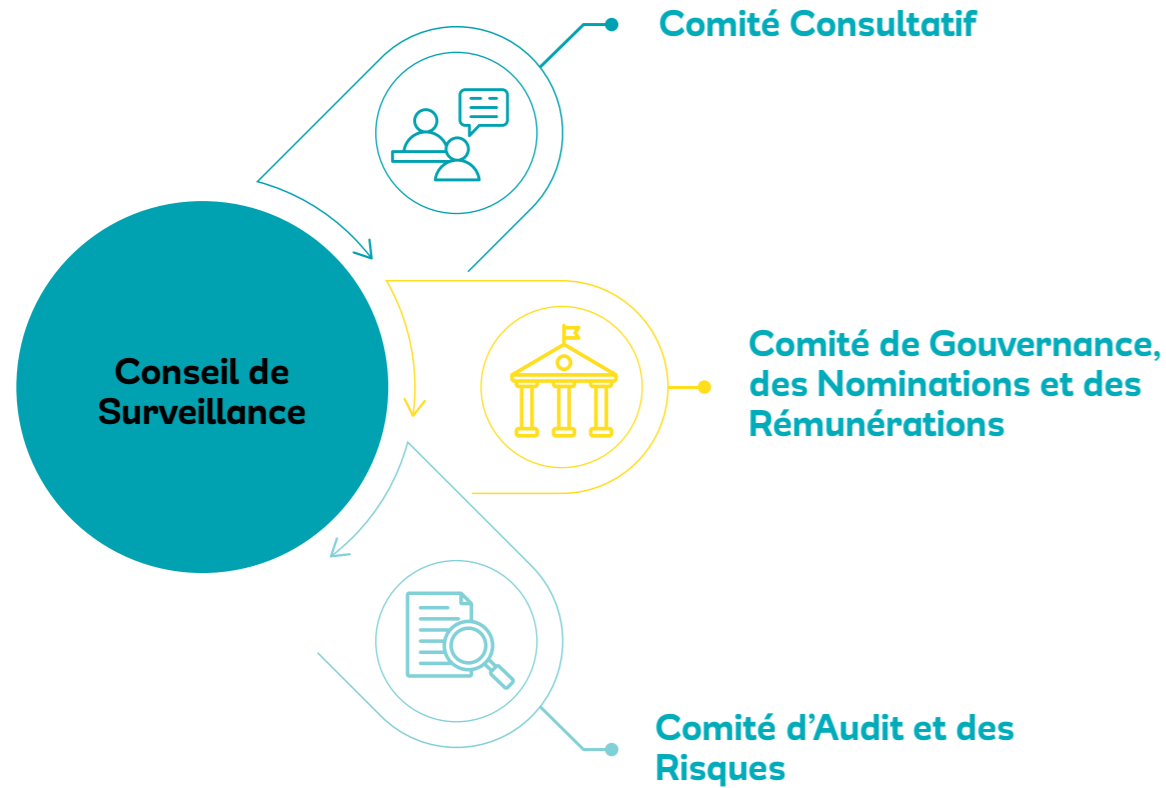 Comité Consultatif
Conseil de
Surveillance
Comité de Gouvernance,
des Nominations et des
Rémunérations
Comité d’Audit et des
Risques